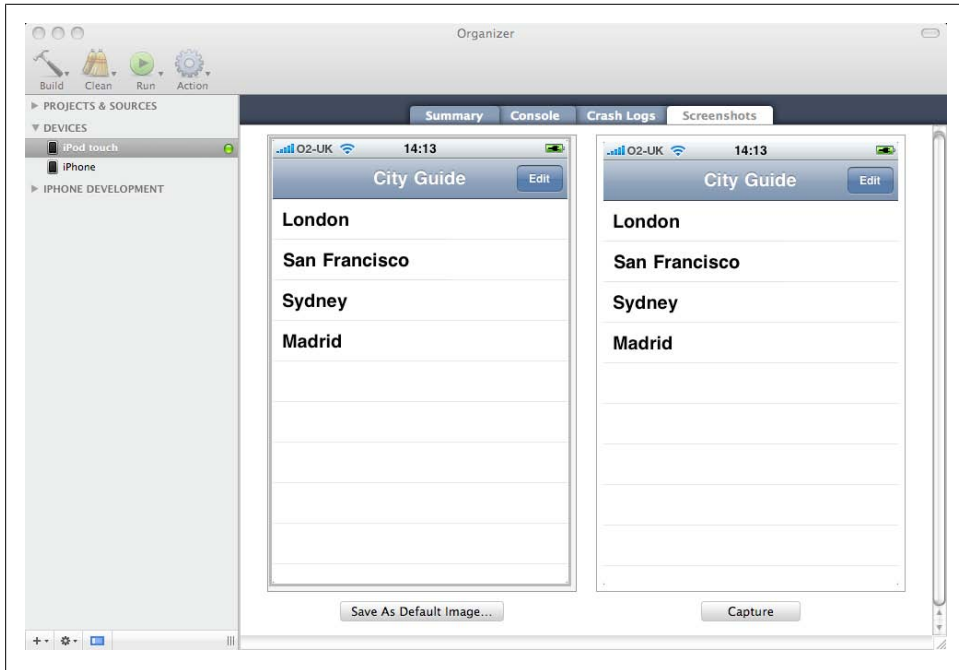 Organizer
Build Clean Run Action
PROJECTS & SOURCES
DEVICES
iPod touch
iPhone
IPHONE DEVELOPMENT
Summary Console Crash Logs Screenshots
O2-UK 14:13
City Guide Edit
London
San Francisco
Sydney
Madrid
Save As Default Image...
O2-UK 14:13
City Guide Edit
London
San Francisco
Sydney
Madrid
Capture